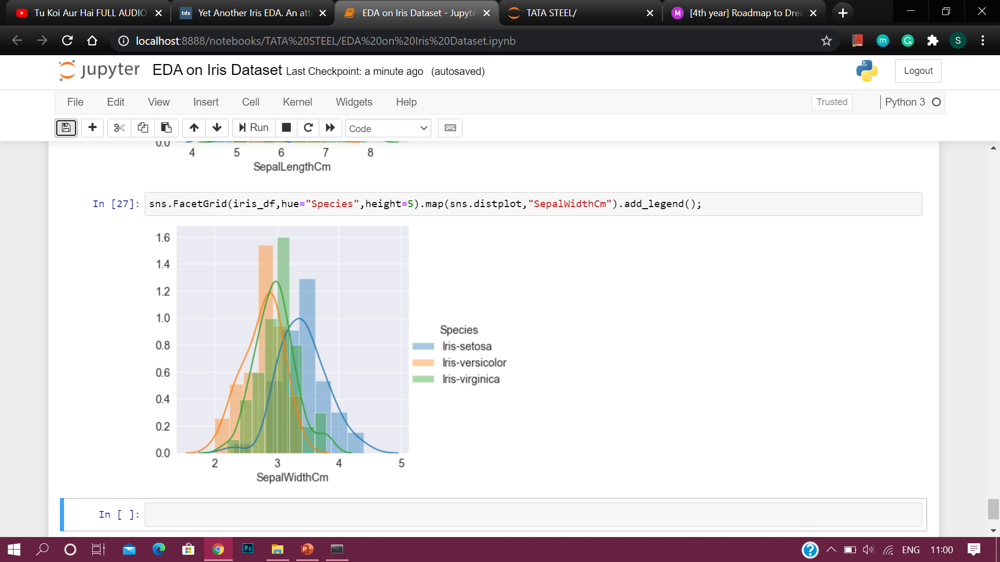 Tu Koi Aur Hai FULL AUDIO
tds Yet Another Iris EDA. An att
EDA on Iris Dataset - Jupyte
TATA STEEL/
M [4th year] Roadmap to Drea
localhost:8888/notebooks/TATA%20STEEL/EDA%20on%20Iris%20Dataset.ipynb
m
G
S
jupyter EDA on Iris Dataset Last Checkpoint: a minute ago (autosaved)
Logout
File Edit View Insert Cell Kernel Widgets Help
Trusted
Python 3
Run
Code
0.0
4 5 6 7 8
SepalLengthCm
In [27]: sns.FacetGrid(iris_df,hue="Species",height=5).map(sns.distplot,"SepalWidthCm").add_legend();
1.6
1.4
1.2
1.0
0.8
0.6
0.4
0.2
0.0
2 3 4 5
SepalWidthCm
Species
Iris-setosa
Iris-versicolor
Iris-virginica
In [ ]:
Ps
P
?
ENG
11:00